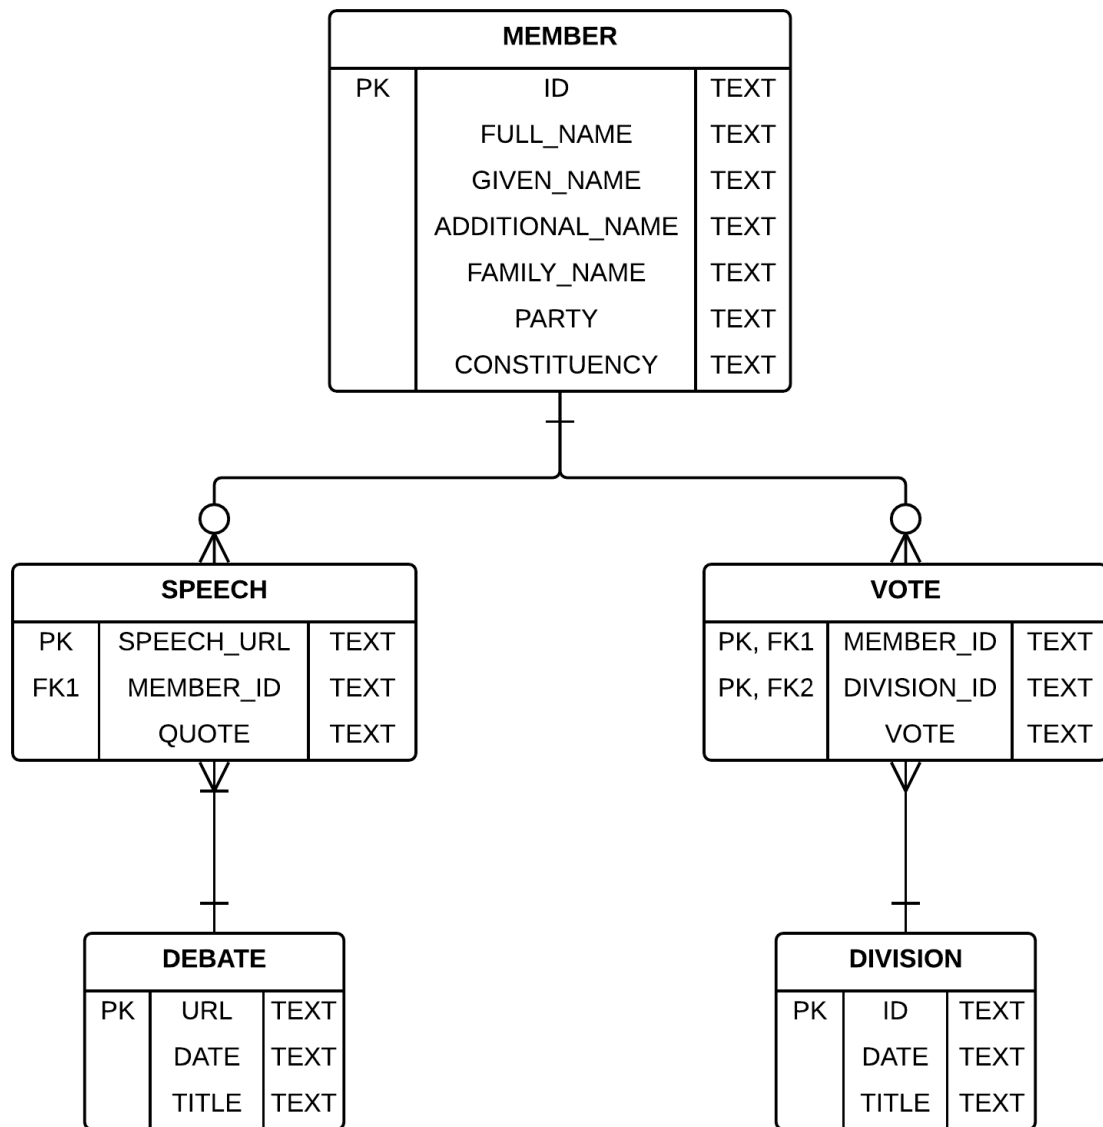 MEMBER
PK ID TEXT
FULL_NAME TEXT
GIVEN_NAME TEXT
ADDITIONAL_NAME TEXT
FAMILY_NAME TEXT
PARTY TEXT
CONSTITUENCY TEXT
SPEECH
PK SPEECH_URL TEXT
FK1 MEMBER_ID TEXT
QUOTE TEXT
VOTE
PK, FK1 MEMBER_ID TEXT
PK, FK2 DIVISION_ID TEXT
VOTE TEXT
DEBATE
PK URL TEXT
DATE TEXT
TITLE TEXT
DIVISION
PK ID TEXT
DATE TEXT
TITLE TEXT